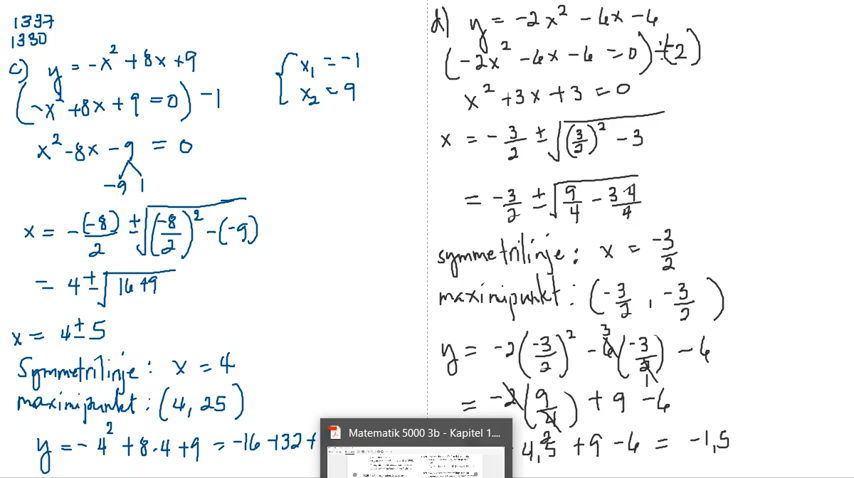 1337
1330
c) y = -x² + 8x + 9
(-x² + 8x + 9 = 0) -1
x² - 8x - 9 = 0
-9 1
x = -(-8)/2 ± √((-8/2)² - (-9))
= 4 ± √(16+9)
x = 4 ± 5
Symmetrilinje: x = 4
maximipunkt: (4, 25)
y = -4² + 8·4 + 9 = -16 + 32 +
{ x₁ = -1
x₂ = 9
d) y = -2x² - 6x - 6
(-2x² - 6x - 6 = 0) ÷(-2)
x² + 3x + 3 = 0
x = -3/2 ± √((3/2)² - 3)
= -3/2 ± √(9/4 - 3·4/4)
symmetrilinje: x = -3/2
maximipunkt: (-3/2, -3/2)
y = -2(-3/2)² - 6(-3/2) - 6
3
1
= -2(9/4) + 9 - 6
2
4,5 + 9 - 6 = -1,5
Matematik 5000 3b - Kapitel 1....